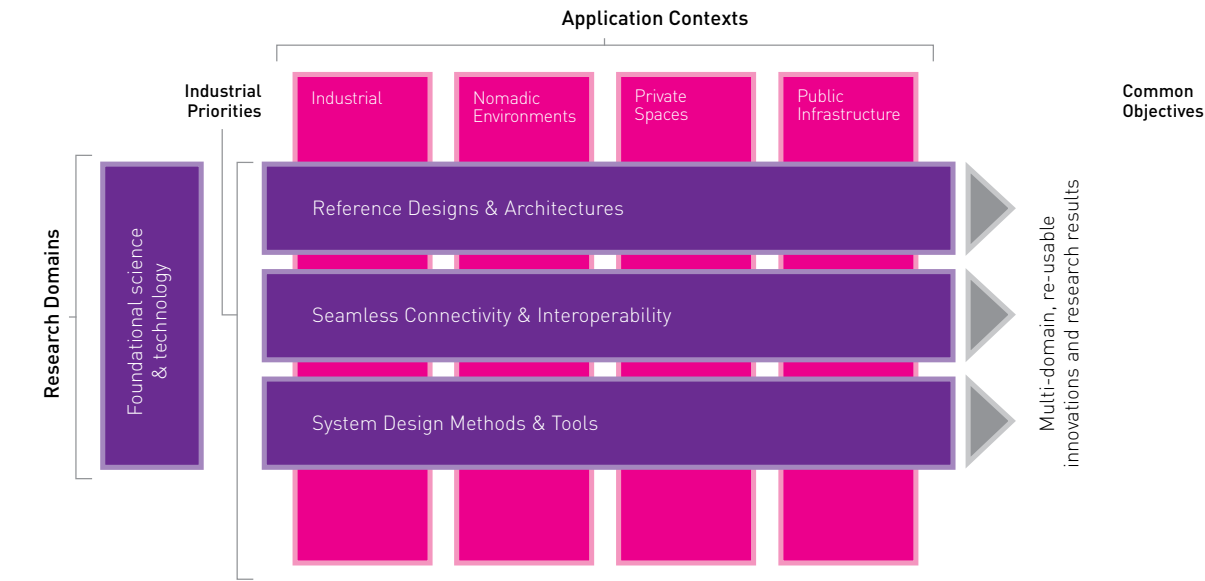 Application Contexts
Industrial
Priorities
Industrial
Nomadic
Environments
Private
Spaces
Public
Infrastructure
Common
Objectives
Research Domains
Foundational science
& technology
Reference Designs & Architectures
Seamless Connectivity & Interoperability
System Design Methods & Tools
Multi-domain, re-usable
innovations and research results